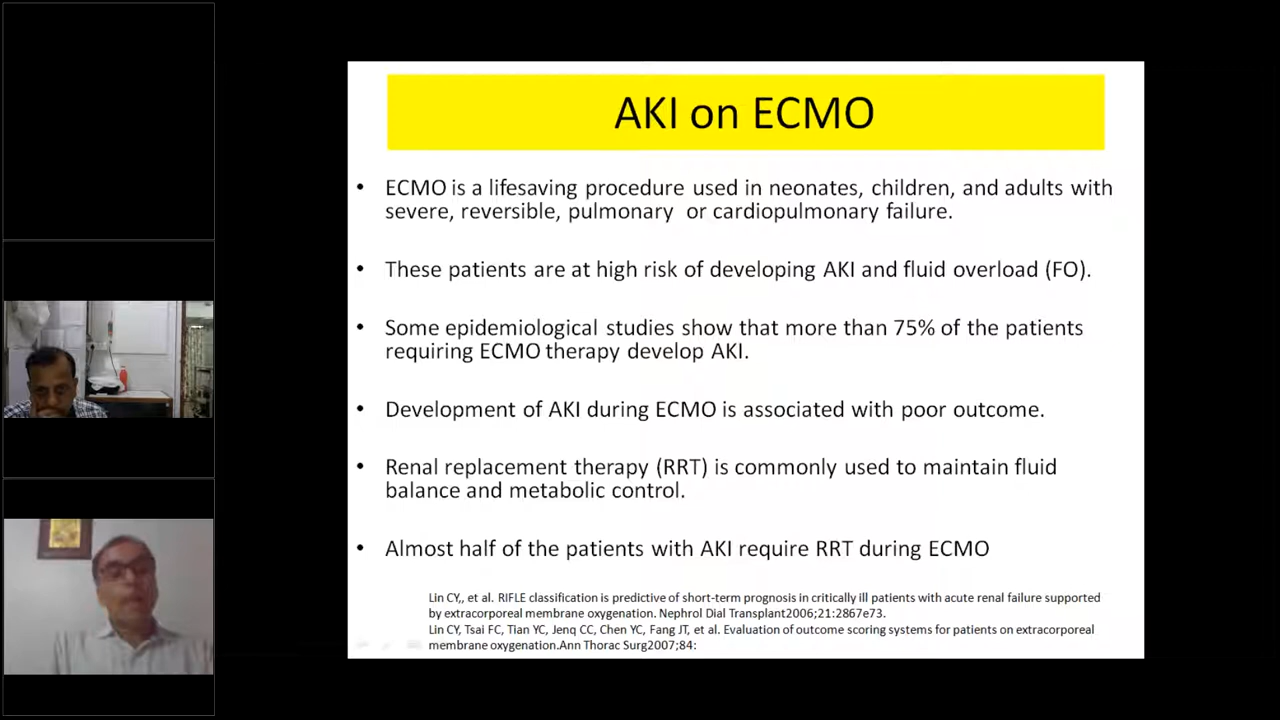 AKI on ECMO
• ECMO is a lifesaving procedure used in neonates, children, and adults with
severe, reversible, pulmonary or cardiopulmonary failure.
• These patients are at high risk of developing AKI and fluid overload (FO).
• Some epidemiological studies show that more than 75% of the patients
requiring ECMO therapy develop AKI.
• Development of AKI during ECMO is associated with poor outcome.
• Renal replacement therapy (RRT) is commonly used to maintain fluid
balance and metabolic control.
• Almost half of the patients with AKI require RRT during ECMO
Lin CY,, et al. RIFLE classification is predictive of short-term prognosis in critically ill patients with acute renal failure supported
by extracorporeal membrane oxygenation. Nephrol Dial Transplant2006;21:2867e73.
Lin CY, Tsai FC, Tian YC, Jenq CC, Chen YC, Fang JT, et al. Evaluation of outcome scoring systems for patients on extracorporeal
membrane oxygenation.Ann Thorac Surg2007;84: